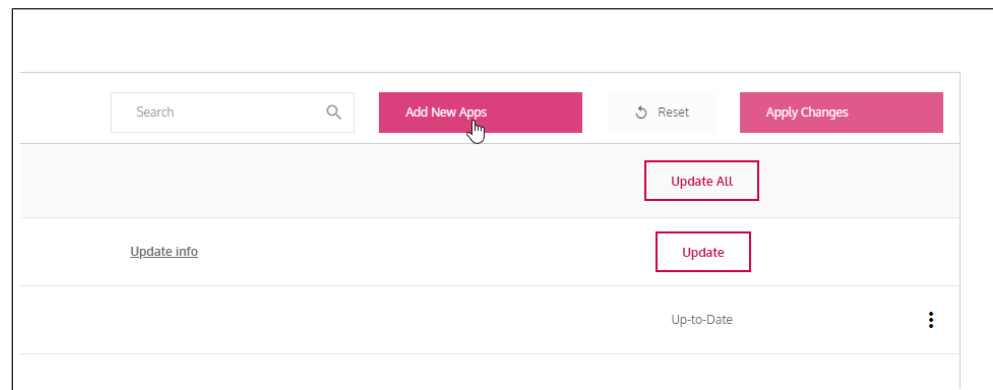 Search
Add New Apps
Reset
Apply Changes
Update All
Update info
Update
Up-to-Date